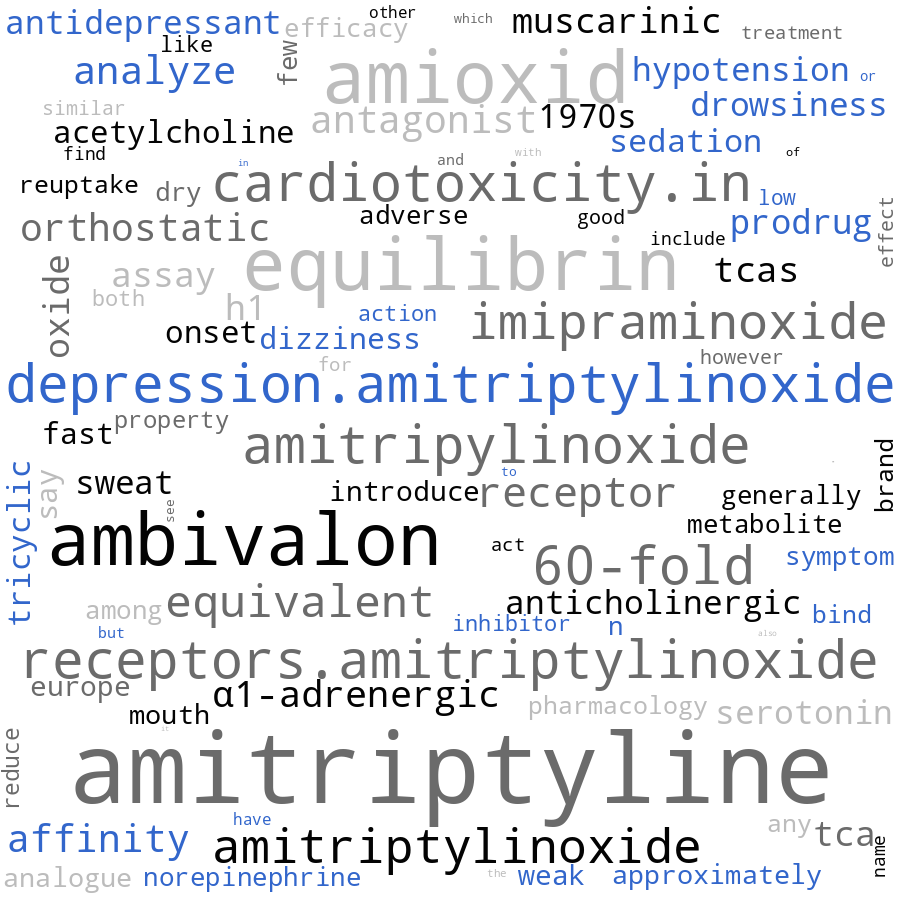 antidepressant
efficacy
other
which
muscarinic
treatment
like
few
analyze
amioxid
hypotension
or
similar
drowsiness
acetylcholine
antagonist
1970s
sedation
find
in
and
with
of
reuptake
dry
cardiotoxicity.in
low
orthostatic
adverse
good
include
prodrug
effect
oxide
assay
equilibrin
tcas
both
h1
action
imipraminoxide
onset
dizziness
for
however
depression.amitriptylinoxide
property
fast
amitripylinoxide
.
brand
tricyclic
say
sweat
see
introduce
to
receptor
generally
ambivalon
metabolite
act
60-fold
symptom
among
equivalent
anticholinergic
bind
but
inhibitor
n
also
receptors.amitriptylinoxide
europe
α1-adrenergic
mouth
pharmacology
serotonin
it
reduce
amitriptyline
affinity
have
amitriptylinoxide
any
tca
name
analogue
norepinephrine
the
weak
approximately